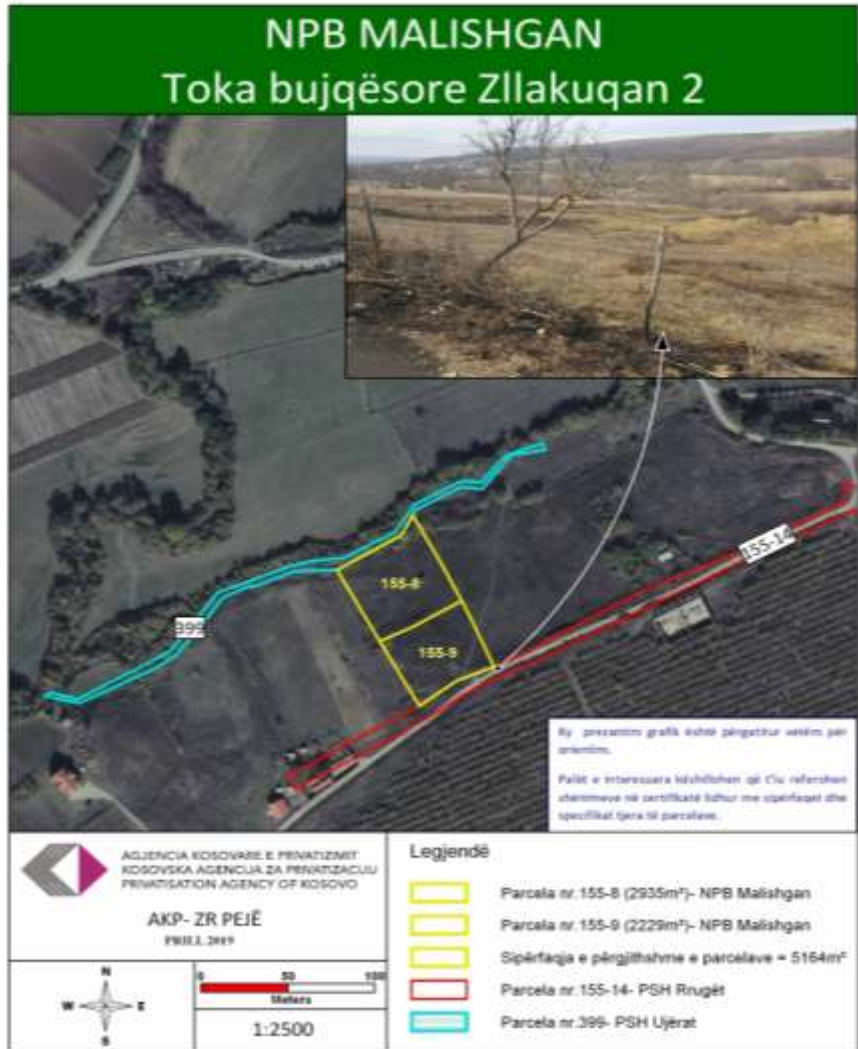 NPB MALISHGAN
Toka bujqësore Zllakuqan 2
155-8
155-9
399
155-14
Ky prezantim grafik është përgatitur vetëm për
orientim.
Palët e interesuara këshillohen që t'iu referohen
shënimeve në certifikatë lidhur me sipërfaqet dhe
specifikat tjera të parcelave.
AGJENCIA KOSOVARE E PRIVATIZIMIT
KOSOVSKA AGENCIJA ZA PRIVATIZACIJU
PRIVATISATION AGENCY OF KOSOVO
AKP- ZR PEJË
PRILL 2019
N
W E
S
0 50 100
Meters
1:2500
Legjendë
Parcela nr.155-8 (2935m²)- NPB Malishgan
Parcela nr.155-9 (2229m²)- NPB Malishgan
Sipërfaqja e përgjithshme e parcelave = 5164m²
Parcela nr.155-14- PSH Rrugët
Parcela nr.399- PSH Ujërat